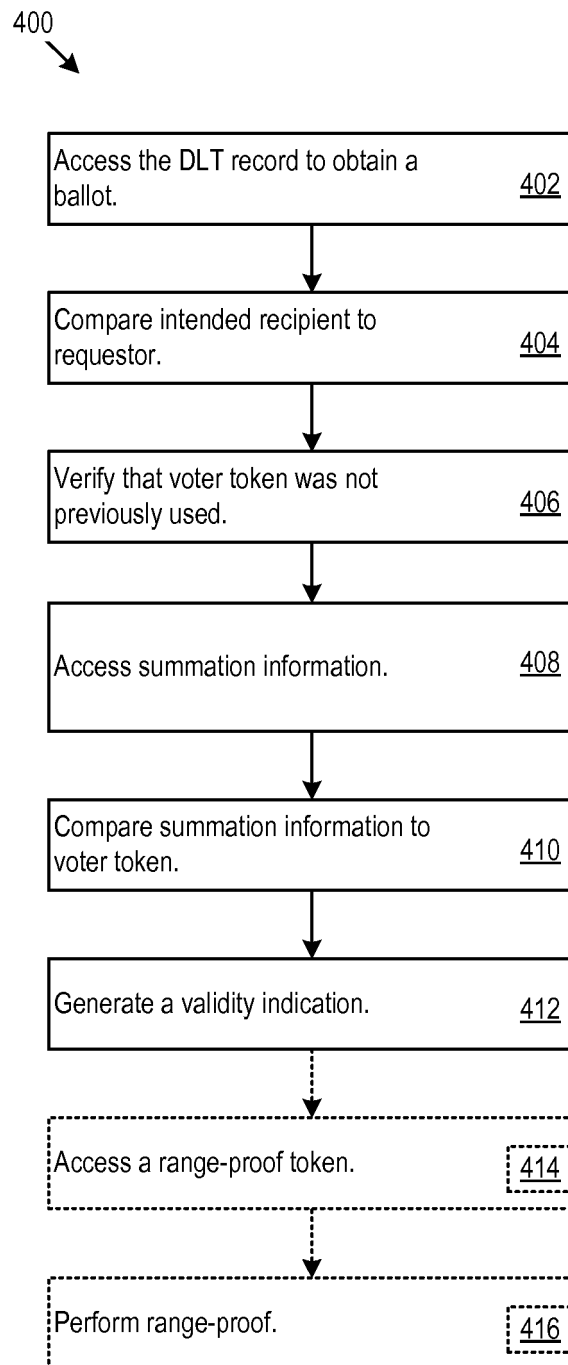 400
Access the DLT record to obtain a
ballot.
402
Compare intended recipient to
requestor.
404
Verify that voter token was not
previously used.
406
Access summation information.
408
Compare summation information to
voter token.
410
Generate a validity indication.
412
Access a range-proof token.
414
Perform range-proof.
416